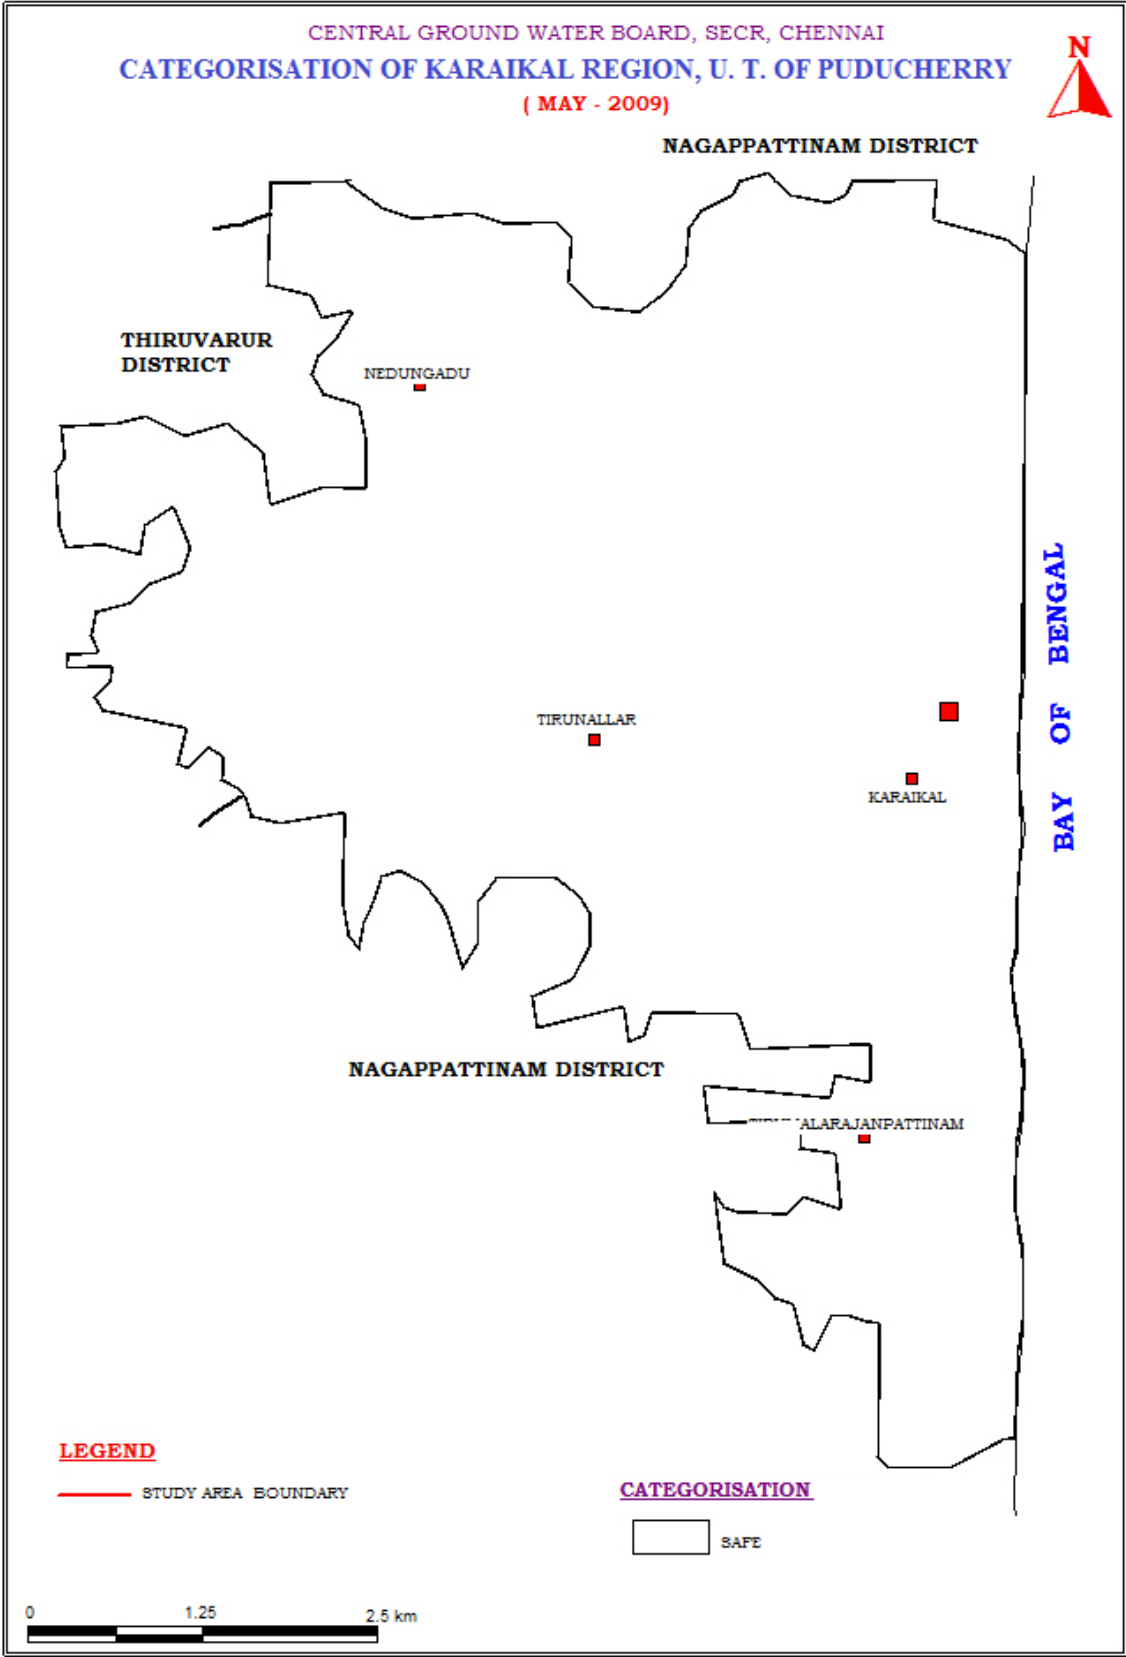 CENTRAL GROUND WATER BOARD, SECR, CHENNAI
CATEGORISATION OF KARAIKAL REGION, U. T. OF PUDUCHERRY
( MAY - 2009)
N
NAGAPPATTINAM DISTRICT
THIRUVARUR
DISTRICT
NEDUNGADU
BAY OF BENGAL
TIRUNALLAR
KARAIKAL
NAGAPPATTINAM DISTRICT
ALARAJANPATTINAM
LEGEND
STUDY AREA BOUNDARY
CATEGORISATION
SAFE
0 1.25 2.5 km